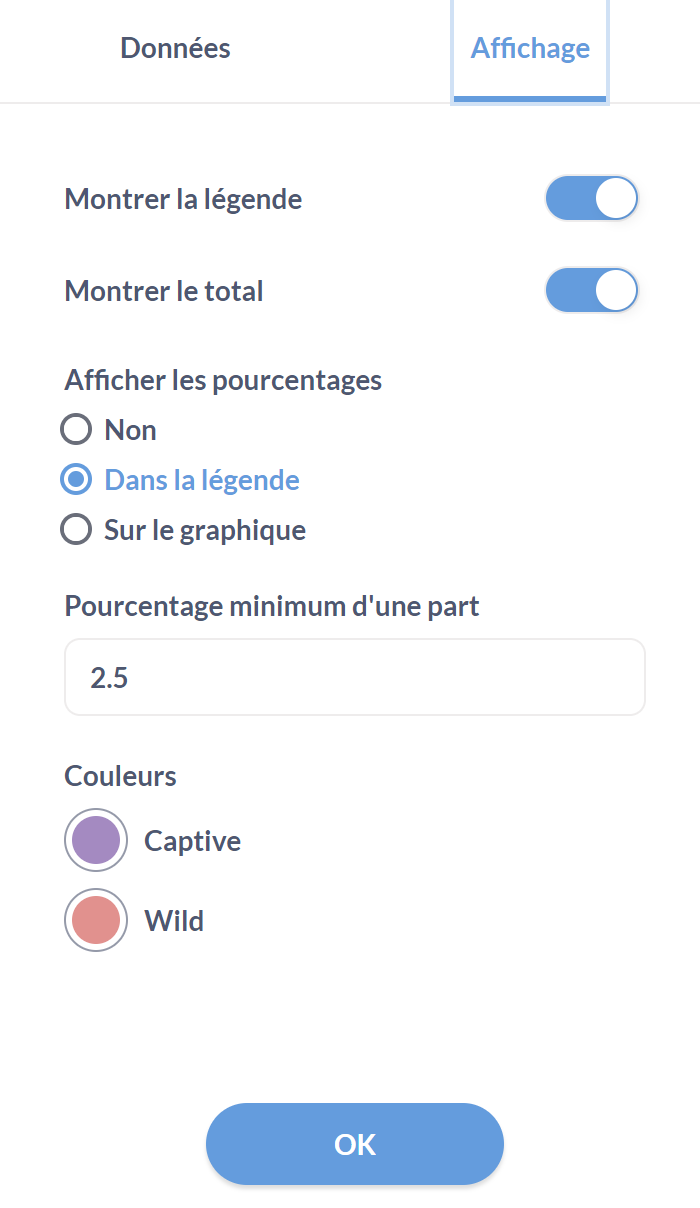 Données
Affichage
Montrer la légende
Montrer le total
Afficher les pourcentages
Non
Dans la légende
Sur le graphique
Pourcentage minimum d'une part
2.5
Couleurs
Captive
Wild
OK